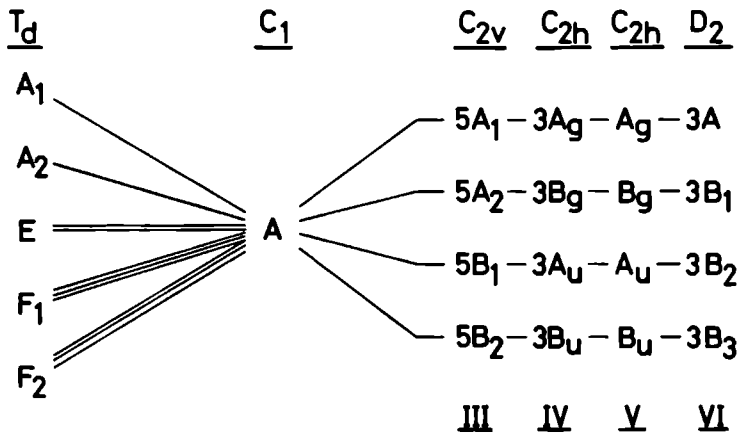 Td C1 C2v C2h C2h D2
A1
5A1 – 3Ag – Ag – 3A
A2
5A2 – 3Bg – Bg – 3B1
E A
5B1 – 3Au – Au – 3B2
F1
5B2 – 3Bu – Bu – 3B3
F2
III IV V VI